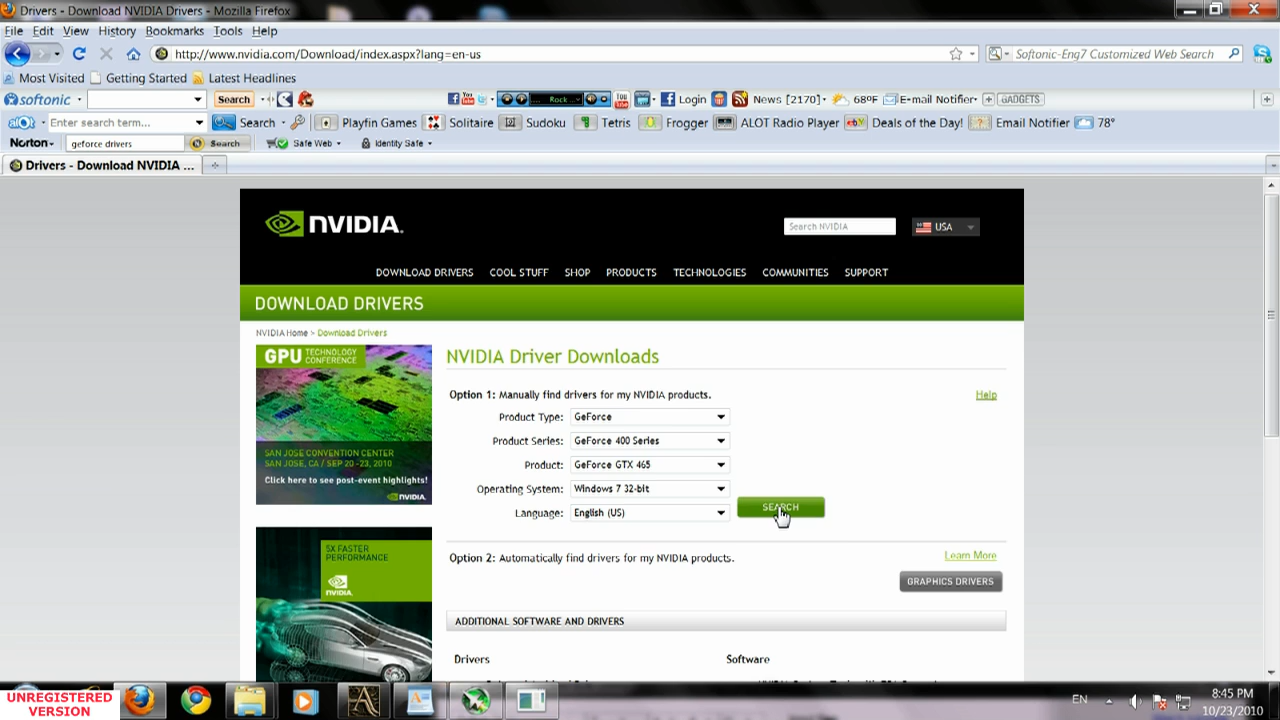 Drivers - Download NVIDIA Drivers - Mozilla Firefox
File Edit View History Bookmarks Tools Help
http://www.nvidia.com/Download/index.aspx?lang=en-us
Softonic-Eng7 Customized Web Search
Most Visited Getting Started Latest Headlines
softonic Search Rock... You Tube Login News [2170] 68°F E-mail Notifier GADGETS
Enter search term... Search Playfin Games Solitaire Sudoku Tetris Frogger ALOT Radio Player Deals of the Day! Email Notifier 78°
Norton geforce drivers Search Safe Web Identity Safe
Drivers - Download NVIDIA ...
NVIDIA.
Search NVIDIA
USA
DOWNLOAD DRIVERS COOL STUFF SHOP PRODUCTS TECHNOLOGIES COMMUNITIES SUPPORT
DOWNLOAD DRIVERS
NVIDIA Home > Download Drivers
GPU TECHNOLOGY CONFERENCE
SAN JOSE CONVENTION CENTER
SAN JOSE, CA / SEP 20-23, 2010
Click here to see post-event highlights!
NVIDIA.
5X FASTER
PERFORMANCE
NVIDIA.
NVIDIA Driver Downloads
Option 1: Manually find drivers for my NVIDIA products.
Help
Product Type: GeForce
Product Series: GeForce 400 Series
Product: GeForce GTX 465
Operating System: Windows 7 32-bit
Language: English (US)
SEARCH
Option 2: Automatically find drivers for my NVIDIA products.
Learn More
GRAPHICS DRIVERS
ADDITIONAL SOFTWARE AND DRIVERS
Drivers Software
UNREGISTERED
VERSION
EN
8:45 PM
10/23/2010